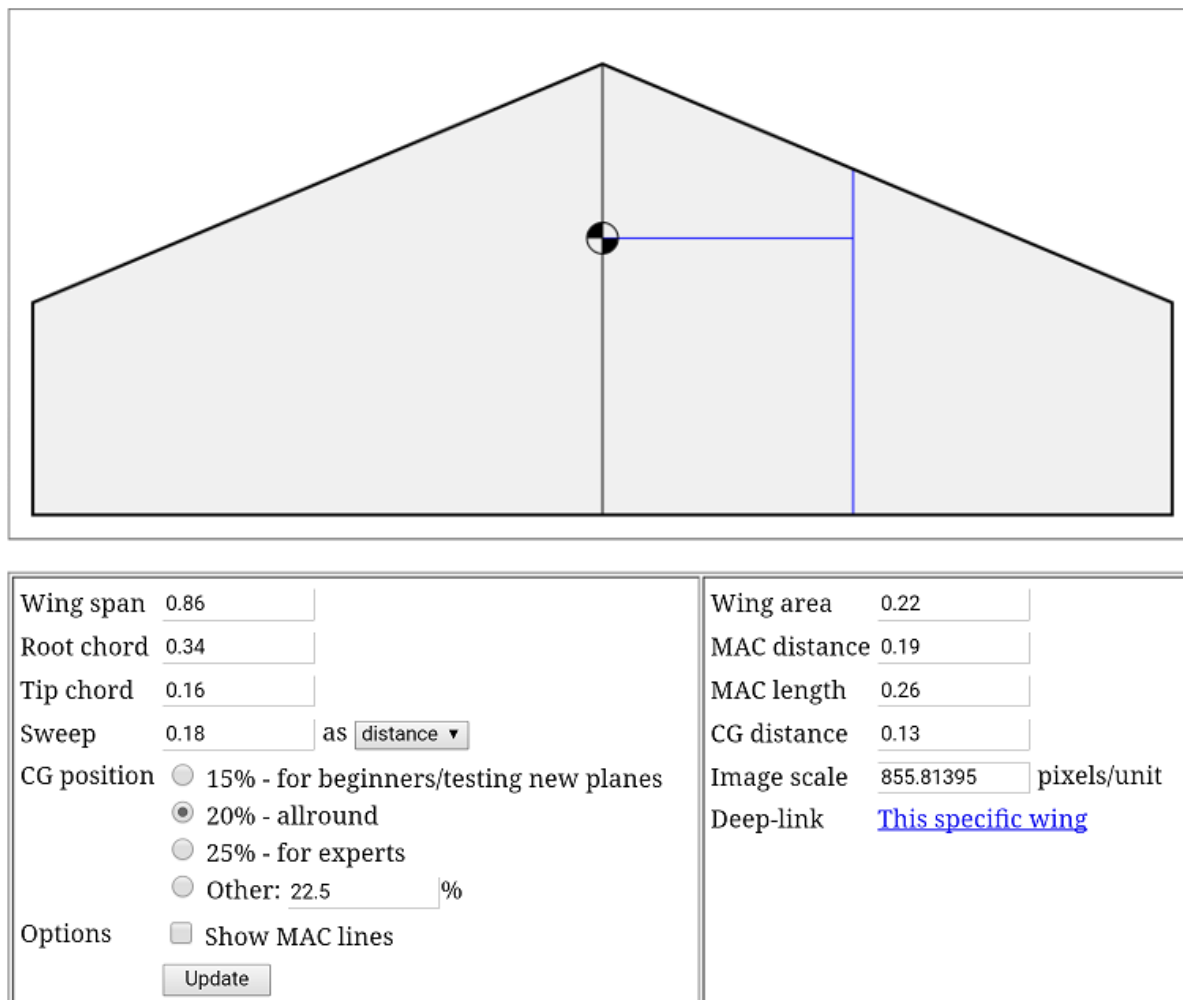 Wing span 0.86
Root chord 0.34
Tip chord 0.16
Sweep 0.18 as distance ▼
CG position 15% - for beginners/testing new planes
20% - allround
25% - for experts
Other: 22.5 %
Options Show MAC lines
Update
Wing area 0.22
MAC distance 0.19
MAC length 0.26
CG distance 0.13
Image scale 855.81395 pixels/unit
Deep-link This specific wing